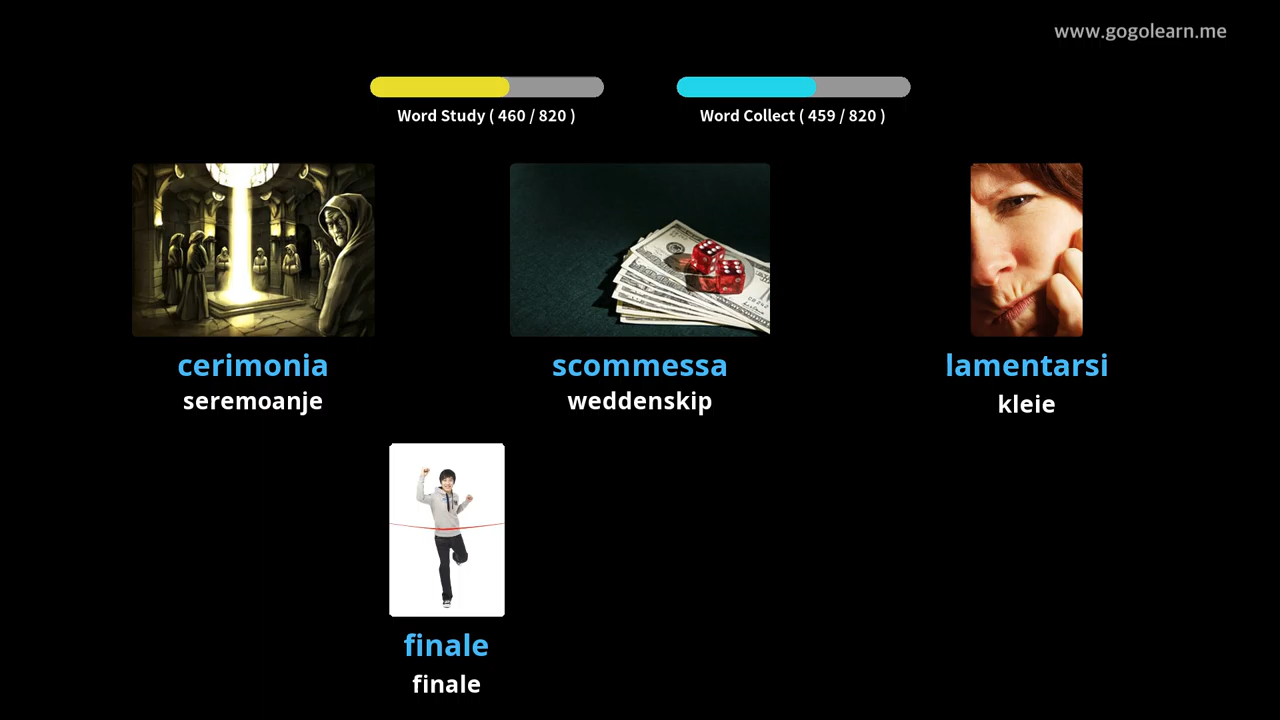 www.gogolearn.me
Word Study ( 460 / 820 )
Word Collect ( 459 / 820 )
cerimonia
seremoanje
scommessa
weddenskip
lamentarsi
kleie
finale
finale